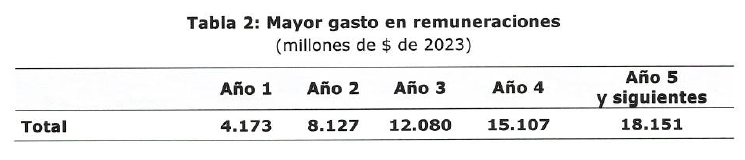 Tabla 2: Mayor gasto en remuneraciones
(millones de $ de 2023)
Año 1 Año 2 Año 3 Año 4 Año 5 y siguientes
Total 4.173 8.127 12.080 15.107 18.151